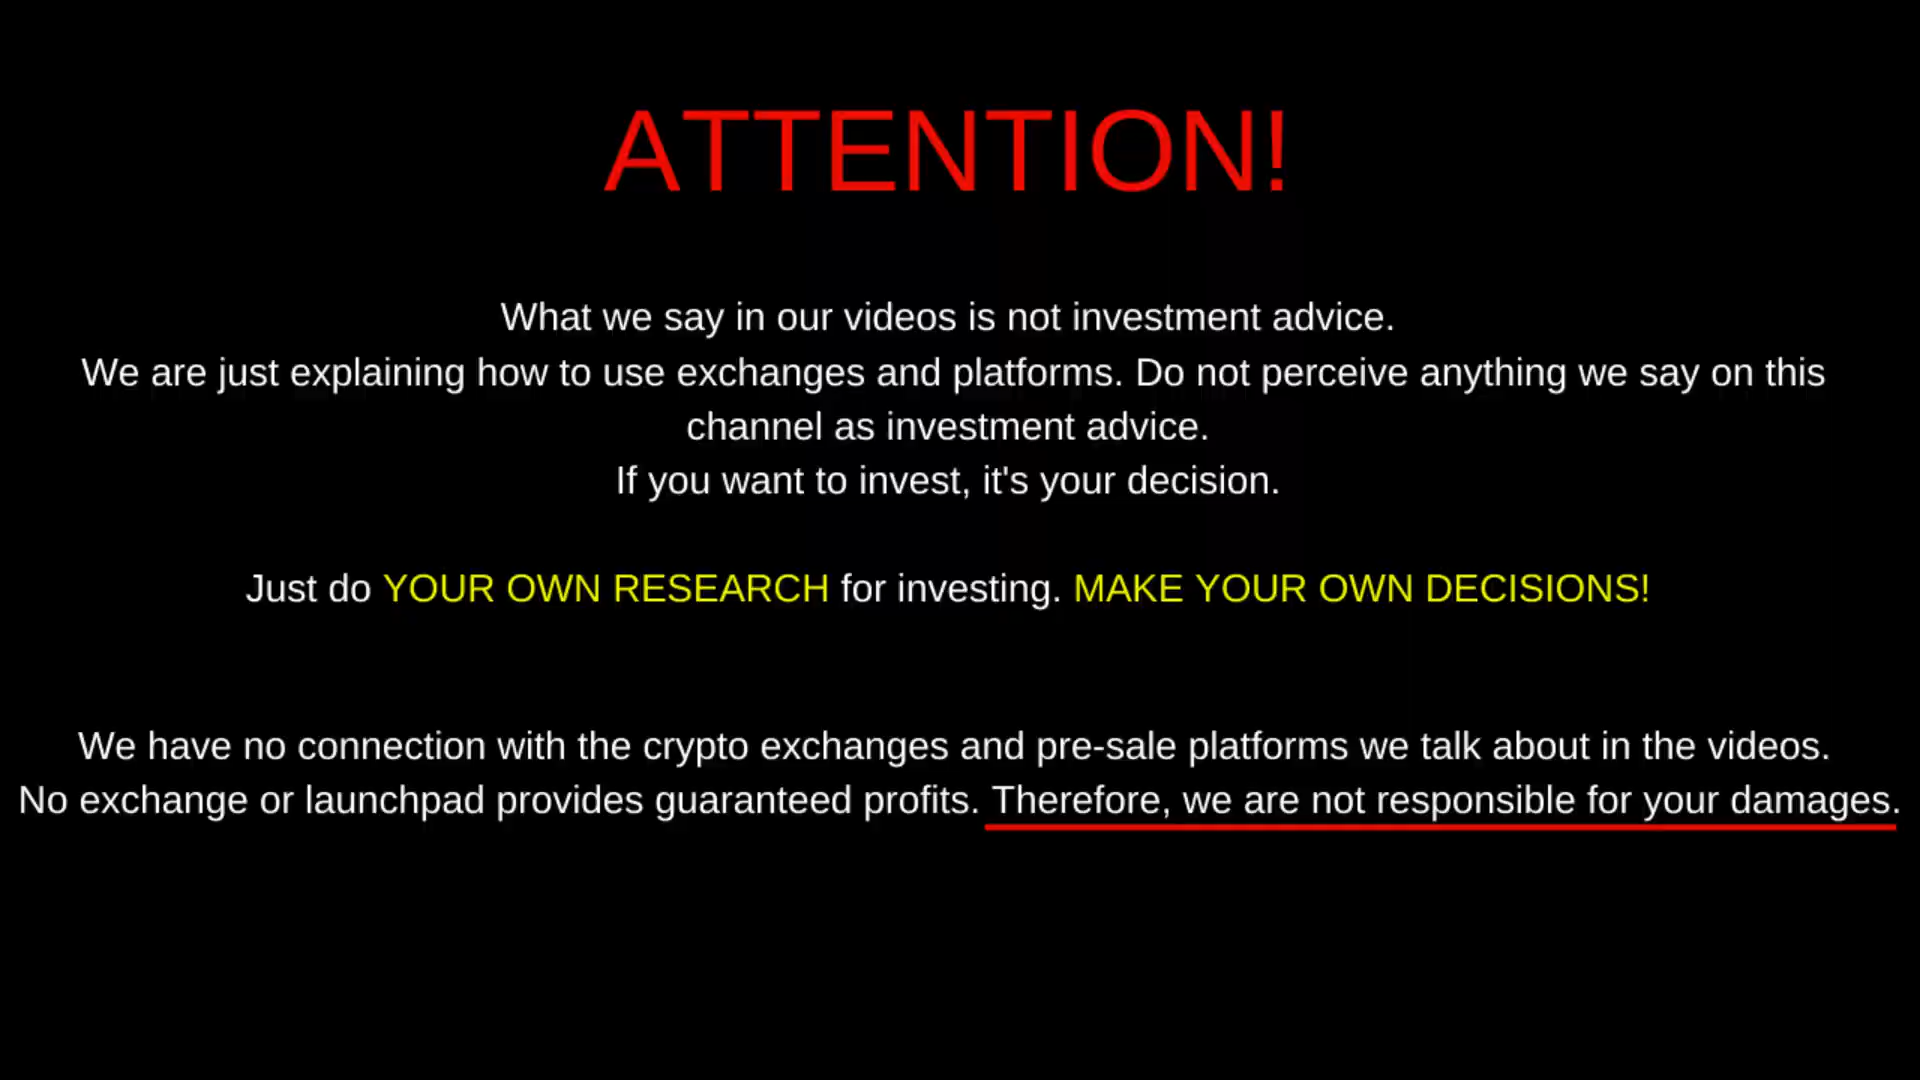 ATTENTION!
What we say in our videos is not investment advice.
We are just explaining how to use exchanges and platforms. Do not perceive anything we say on this
channel as investment advice.
If you want to invest, it's your decision.
Just do YOUR OWN RESEARCH for investing. MAKE YOUR OWN DECISIONS!
We have no connection with the crypto exchanges and pre-sale platforms we talk about in the videos.
No exchange or launchpad provides guaranteed profits. Therefore, we are not responsible for your damages.